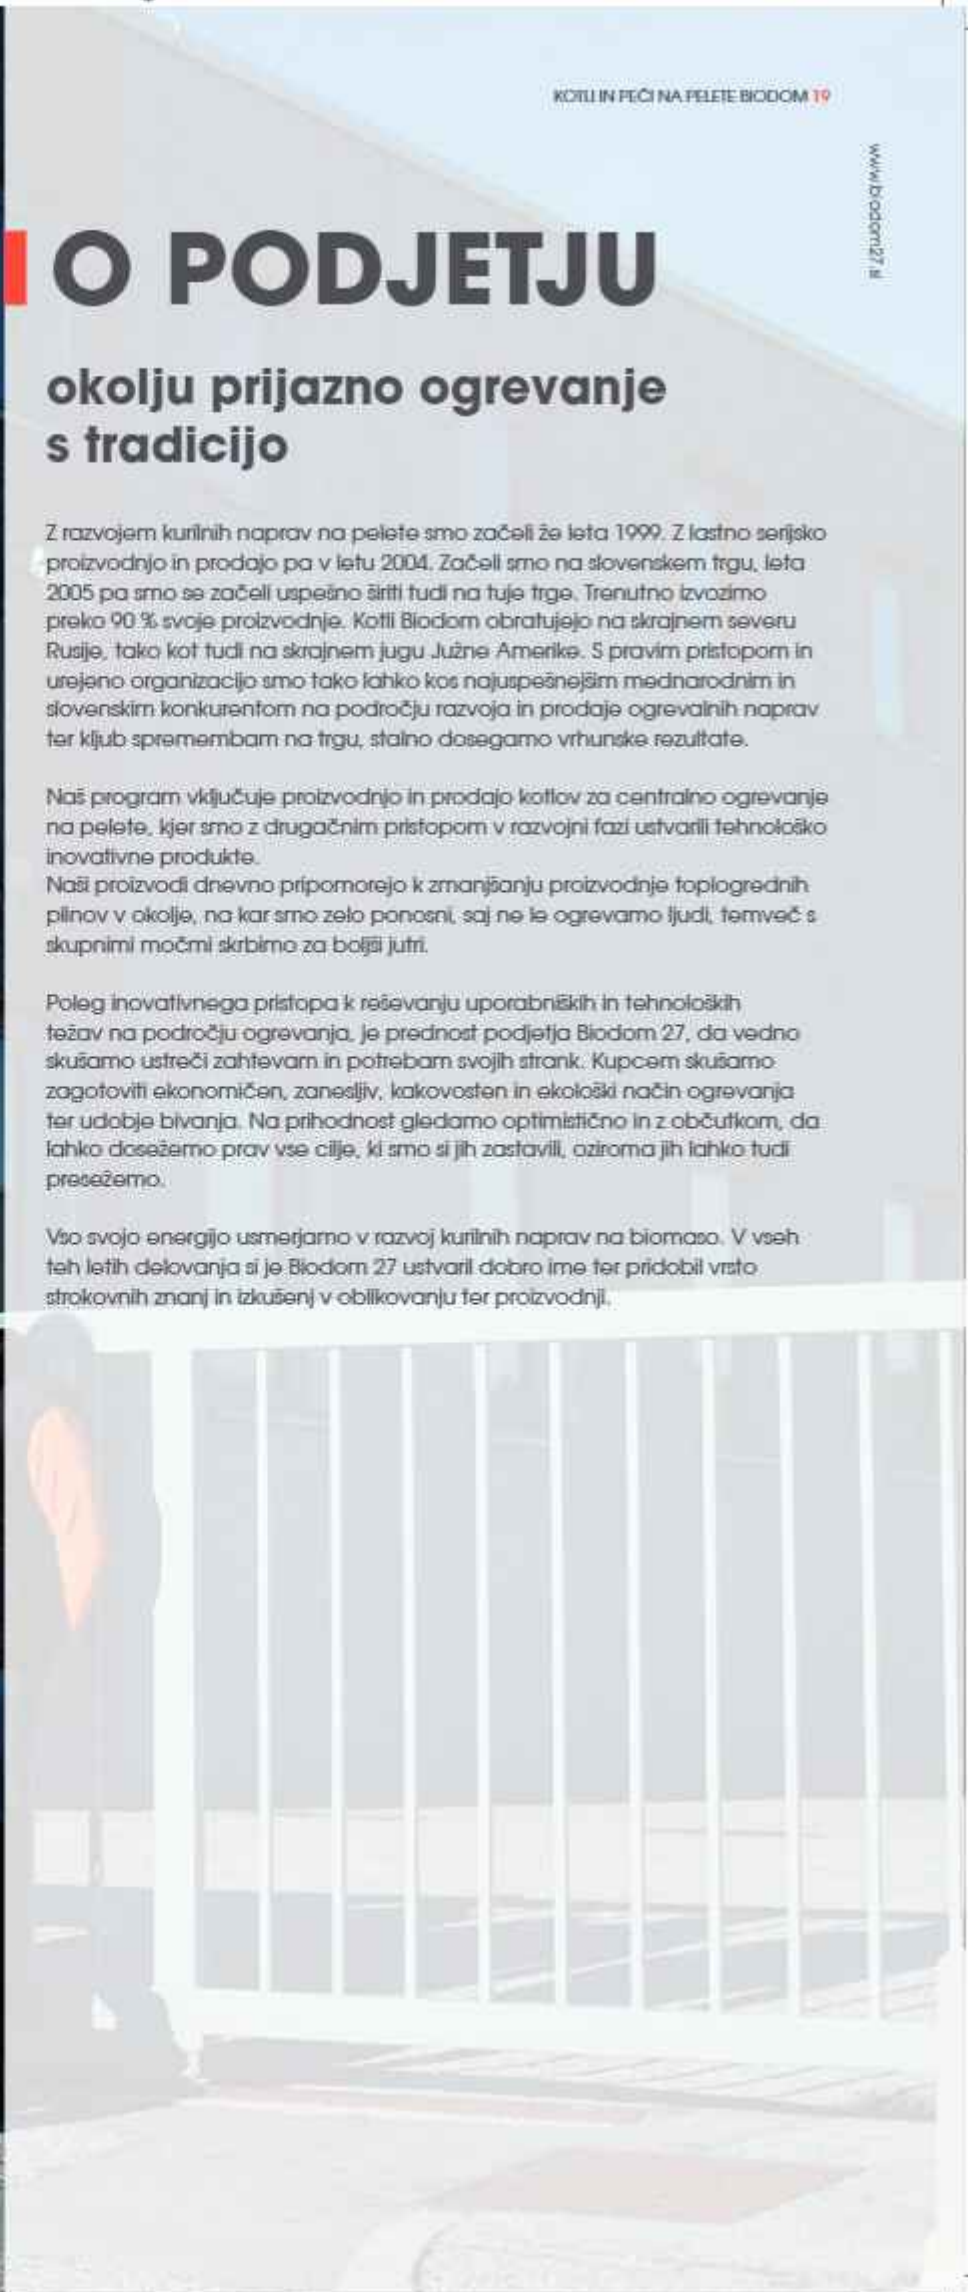 KOTLI IN PEČI NA PELETE BIODOM 19
www.biodom27.si
O PODJETJU
okolju prijazno ogrevanje
s tradicijo
Z razvojem kurilnih naprav na pelete smo začeli že leta 1999. Z lastno serijsko
proizvodnjo in prodajo pa v letu 2004. Začeli smo na slovenskem trgu, leta
2005 pa smo se začeli uspešno širiti tudi na tuje trge. Trenutno izvozimo
preko 90 % svoje proizvodnje. Kotli Biodom obratujejo na skrajnem severu
Rusije, tako kot tudi na skrajnem jugu Južne Amerike. S pravim pristopom in
urejeno organizacijo smo tako lahko kos najuspešnejšim mednarodnim in
slovenskim konkurentom na področju razvoja in prodaje ogrevalnih naprav
ter kljub spremembam na trgu, stalno dosegamo vrhunske rezultate.
Naš program vključuje proizvodnjo in prodajo kotlov za centralno ogrevanje
na pelete, kjer smo z drugačnim pristopom v razvojni fazi ustvarili tehnološko
inovativne produkte.
Naši proizvodi dnevno pripomorejo k zmanjšanju proizvodnje toplogrednih
plinov v okolje, na kar smo zelo ponosni, saj ne le ogrevamo ljudi, temveč s
skupnimi močmi skrbimo za boljši jutri.
Poleg inovativnega pristopa k reševanju uporabniških in tehnoloških
težav na področju ogrevanja, je prednost podjetja Biodom 27, da vedno
skušamo ustreči zahtevam in potrebam svojih strank. Kupcem skušamo
zagotoviti ekonomičen, zanesljiv, kakovosten in ekološki način ogrevanja
ter udobje bivanja. Na prihodnost gledamo optimistično in z občutkom, da
lahko dosežemo prav vse cilje, ki smo si jih zastavili, oziroma jih lahko tudi
presežemo.
Vso svojo energijo usmerjamo v razvoj kurilnih naprav na biomaso. V vseh
teh letih delovanja si je Biodom 27 ustvaril dobro ime ter pridobil vrsto
strokovnih znanj in izkušenj v oblikovanju ter proizvodnji.